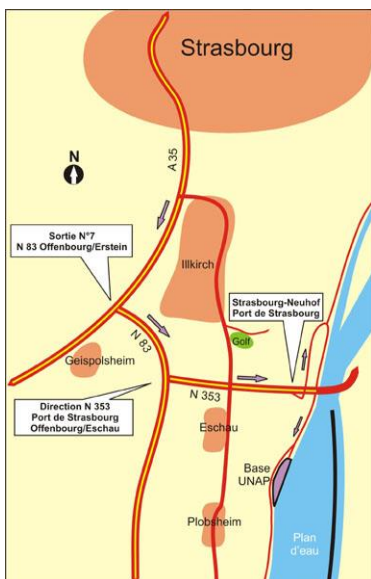 Strasbourg
N
A 35
Sortie N°7
N 83 Offenbourg/Erstein
Illkirch
Strasbourg-Neuhof
Port de Strasbourg
Golf
N 83
Geispolsheim
N 353
Direction N 353
Port de Strasbourg
Offenbourg/Eschau
Eschau
Base
UNAP
Plobsheim
Plan
d'eau